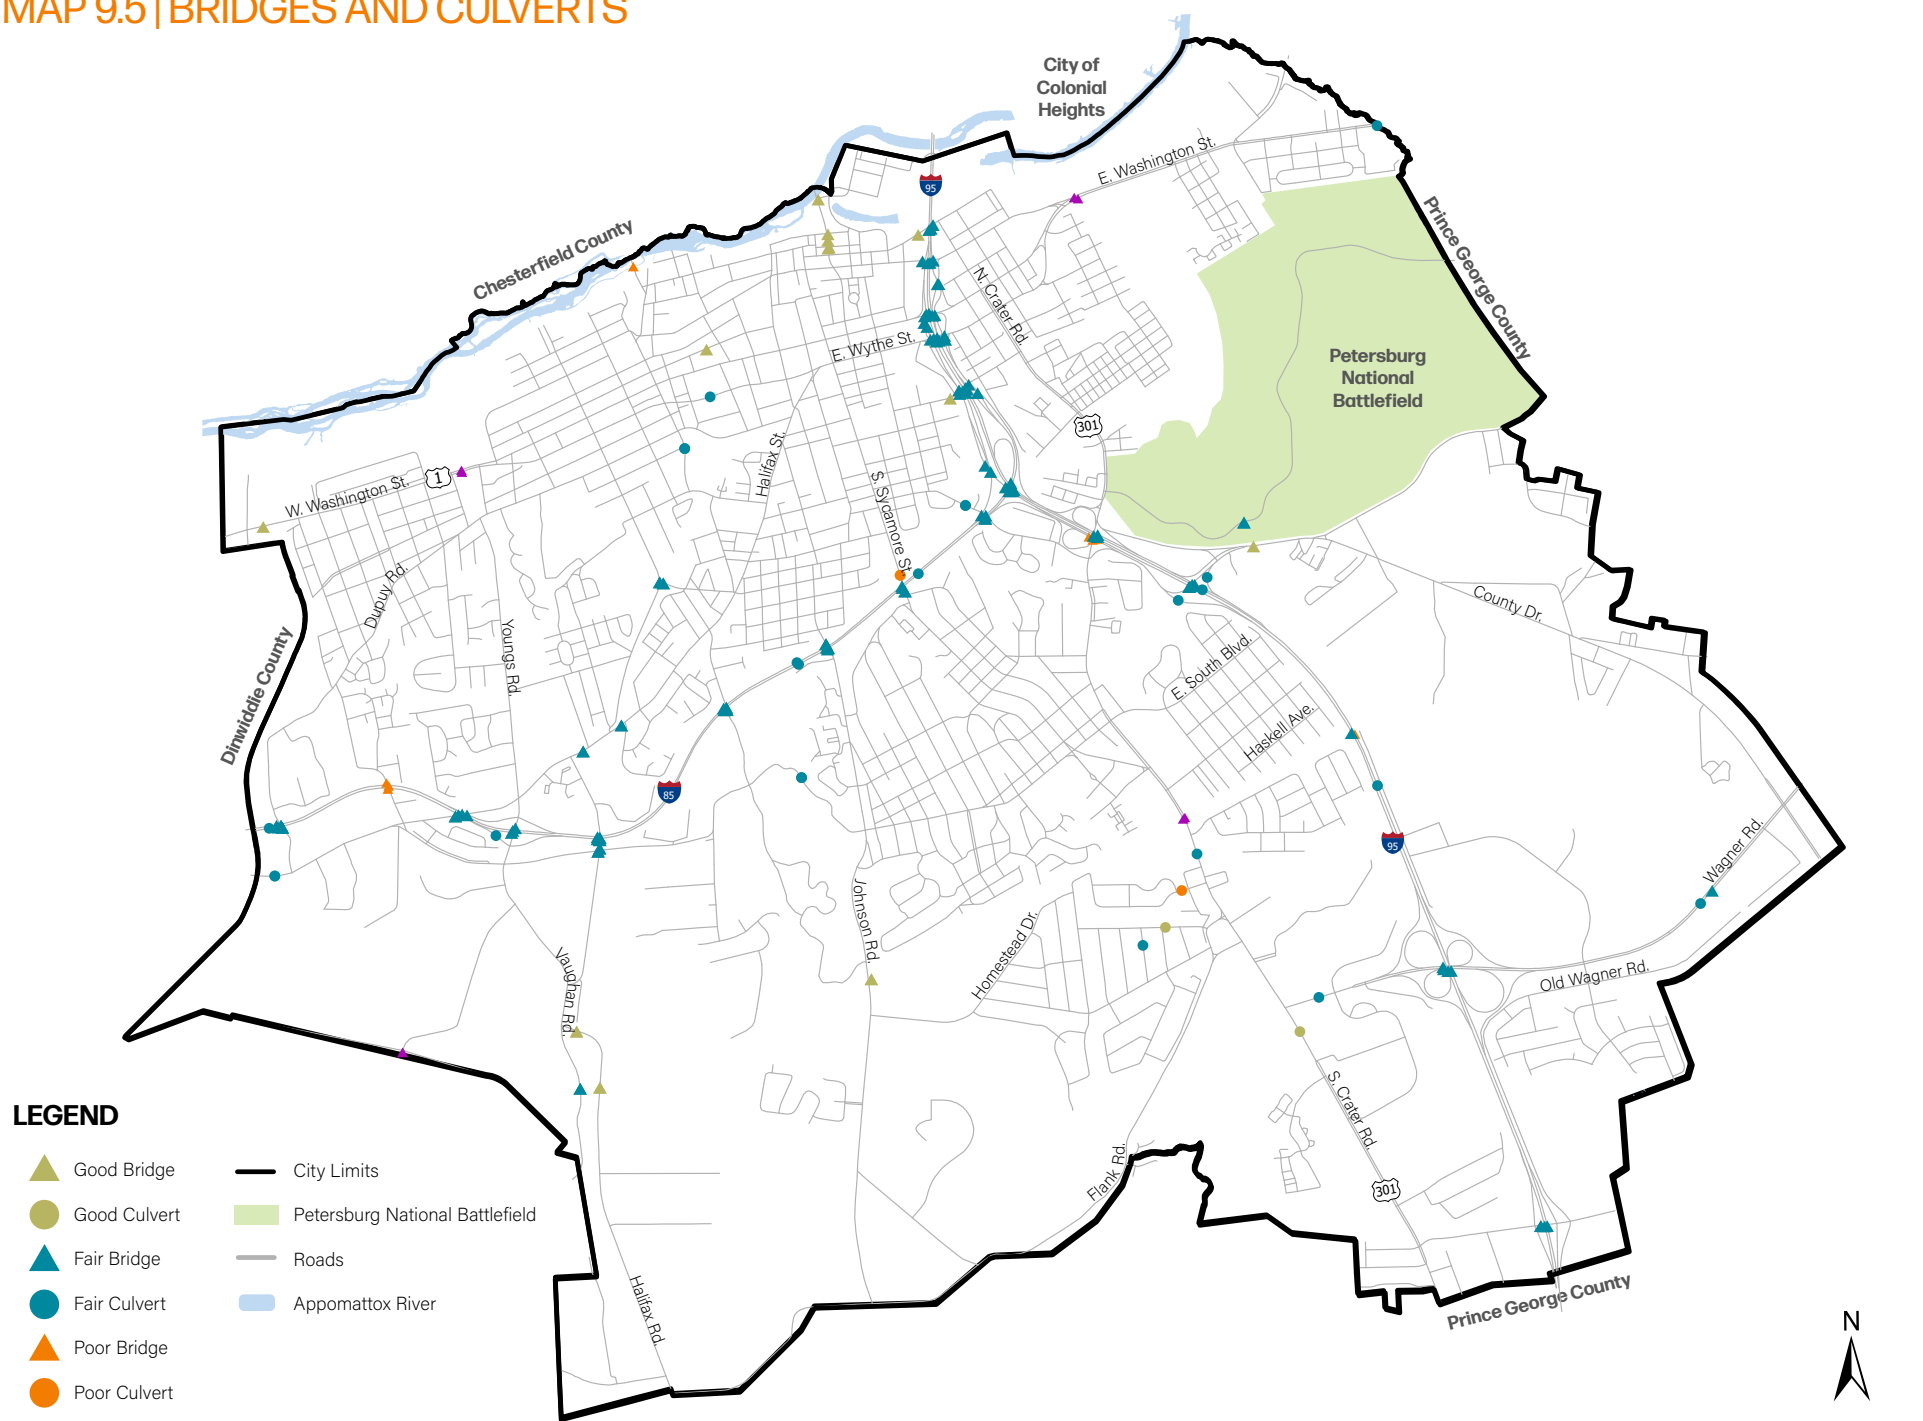 MAP 9.5 | BRIDGES AND CULVERTS
City of
Colonial
Heights
E. Washington St.
95
Chesterfield County
Prince George County
N. Crater Rd.
E. Wythe St.
Petersburg
National
Battlefield
301
Halifax St.
1
W. Washington St.
S. Sycamore St.
Dupuy Rd.
Youngs Rd.
County Dr.
Dinwiddie County
E. South Blvd.
Haskell Ave.
85
95
Wagner Rd.
Johnson Rd.
Homestead Dr.
Vaughan Rd.
Old Wagner Rd.
S. Crater Rd.
Flank Rd.
301
Halifax Rd.
Prince George County
N
LEGEND
Good Bridge
Good Culvert
Fair Bridge
Fair Culvert
Poor Bridge
Poor Culvert
City Limits
Petersburg National Battlefield
Roads
Appomattox River